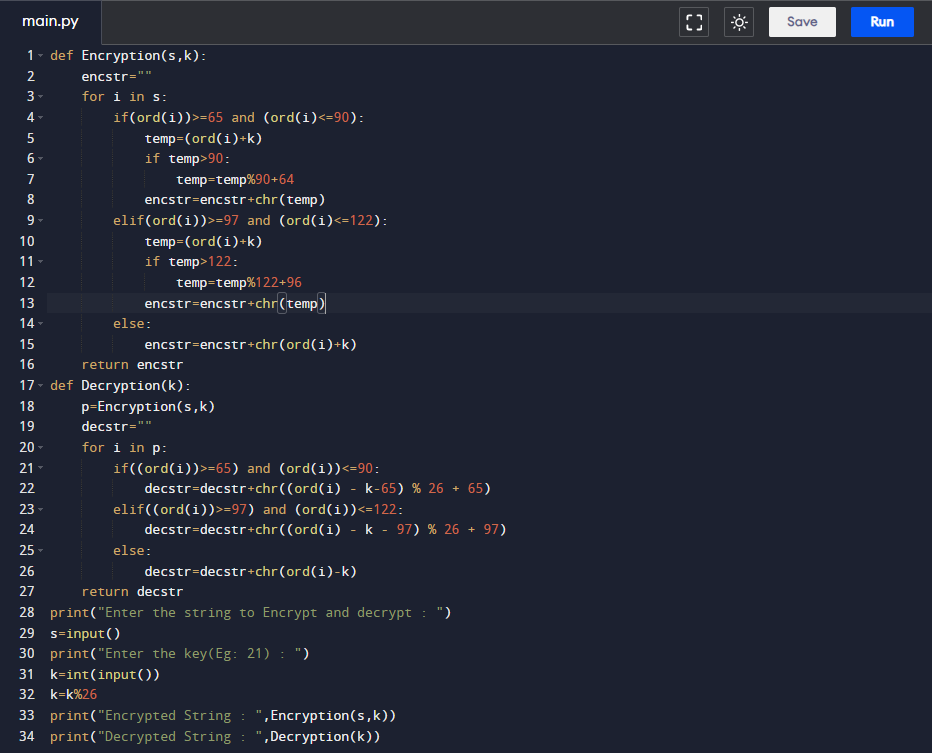 main.py
Save
Run
1 def Encryption(s,k):
2     encstr=""
3     for i in s:
4         if(ord(i))>=65 and (ord(i)<=90):
5             temp=(ord(i)+k)
6             if temp>90:
7                 temp=temp%90+64
8             encstr=encstr+chr(temp)
9         elif(ord(i))>=97 and (ord(i)<=122):
10             temp=(ord(i)+k)
11             if temp>122:
12                 temp=temp%122+96
13             encstr=encstr+chr(temp)
14         else:
15             encstr=encstr+chr(ord(i)+k)
16     return encstr
17 def Decryption(k):
18     p=Encryption(s,k)
19     decstr=""
20     for i in p:
21         if((ord(i))>=65) and (ord(i))<=90:
22             decstr=decstr+chr((ord(i) - k-65) % 26 + 65)
23         elif((ord(i))>=97) and (ord(i))<=122:
24             decstr=decstr+chr((ord(i) - k - 97) % 26 + 97)
25         else:
26             decstr=decstr+chr(ord(i)-k)
27     return decstr
28 print("Enter the string to Encrypt and decrypt : ")
29 s=input()
30 print("Enter the key(Eg: 21) : ")
31 k=int(input())
32 k=k%26
33 print("Encrypted String : ",Encryption(s,k))
34 print("Decrypted String : ",Decryption(k))